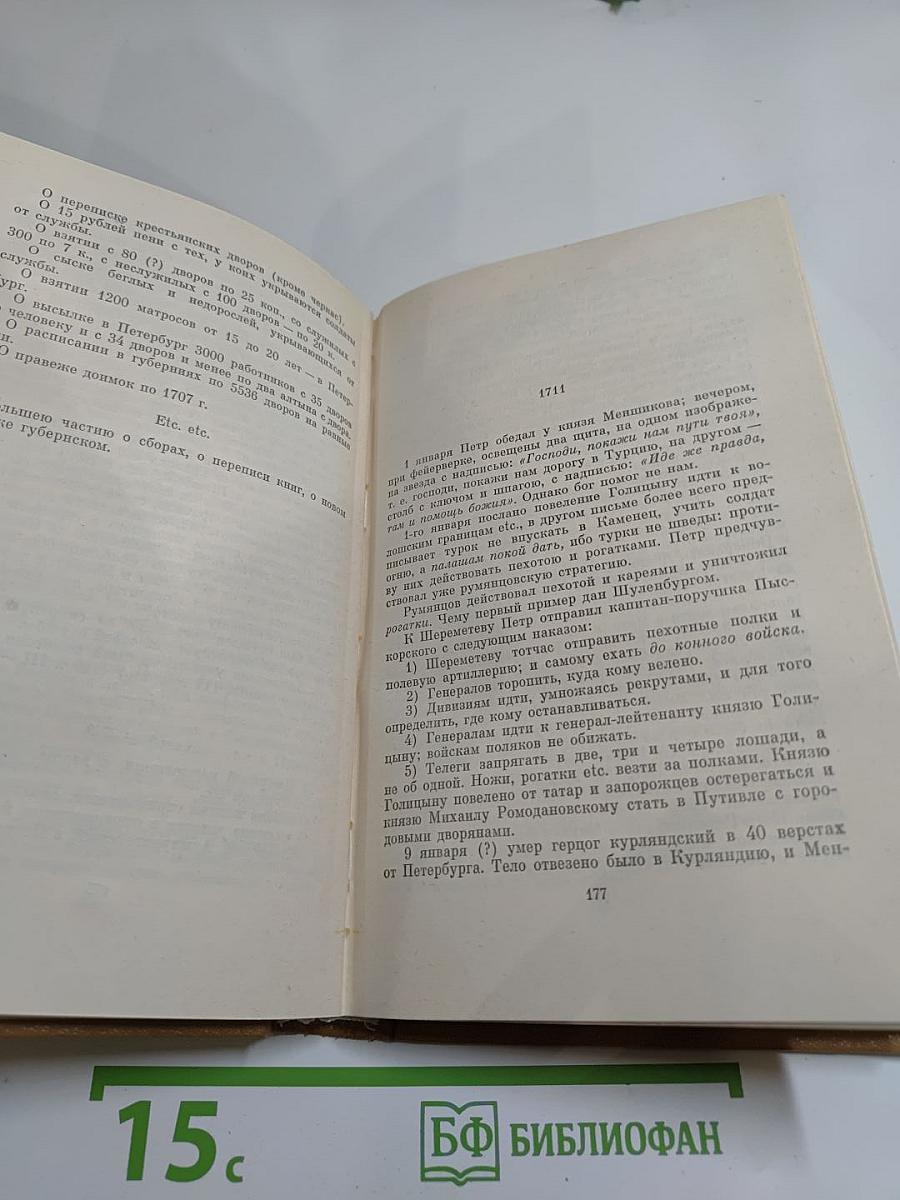 О переписке крестьянских дворов (кроме чернас).
О 15 рублей пени с тех, у коих укрываются солдаты
от службы.
О взятии с 80 (?) дворов по 25 коп., со служилых с
300 по 7 к., с неслужилых с 100 дворов — по 20 к.
О сыске беглых и недорослей, укрывающихся от
службы.
О взятии 1200 матросов от 15 до 20 лет — в Петер-
бург.
О высылке в Петербург 3000 работников с 35 дворов
человеку и с 34 дворов и менее по два алтына с двора.
О расписании в губерниях по 5536 дворов на равные
О правеже доимок по 1707 г.
Etc. etc.
льшею частию о сборах, о переписи книг, о новом
же губернском.
1711
1 января Петр обедал у князя Меншикова; вечером,
при фейерверке, освещены два щита, на одном изображе-
на звезда с надписью: «Господи, покажи нам пути твоя»,
т. е. господи, покажи нам дорогу в Турцию, на другом —
столб с ключом и шпагою, с надписью: «Иде же правда,
там и помощь божия». Однако бог помог не нам.
1-го января послано повеление Голицыну идти к во-
лошским границам etc., в другом письме более всего пред-
писывает турок не впускать в Каменец, учить солдат
огню, а палашам покой дать, ибо турки не шведы: проти-
ву них действовать пехотою и рогатками. Петр предчув-
ствовал уже румянцовскую стратегию.
Румянцов действовал пехотой и кареями и уничтожил
рогатки. Чему первый пример дан Шуленбургом.
К Шереметеву Петр отправил капитан-поручика Пыс-
корского с следующим наказом:
1) Шереметеву тотчас отправить пехотные полки и
полевую артиллерию; и самому ехать до конного войска.
2) Генералов торопить, куда кому велено.
3) Дивизиям идти, умножаясь рекрутами, и для того
определить, где кому останавливаться.
4) Генералам идти к генерал-лейтенанту князю Голи-
цыну; войскам поляков не обижать.
5) Телеги запрягать в две, три и четыре лошади, а
не об одной. Ножи, рогатки etc. везти за полками. Князю
Голицыну повелено от татар и запорожцев остерегаться и
князю Михаилу Ромодановскому стать в Путивле с горо-
довыми дворянами.
9 января (?) умер герцог курляндский в 40 верстах
от Петербурга. Тело отвезено было в Курляндию, и Мен-
177
15 с
БФ БИБЛИОФАН